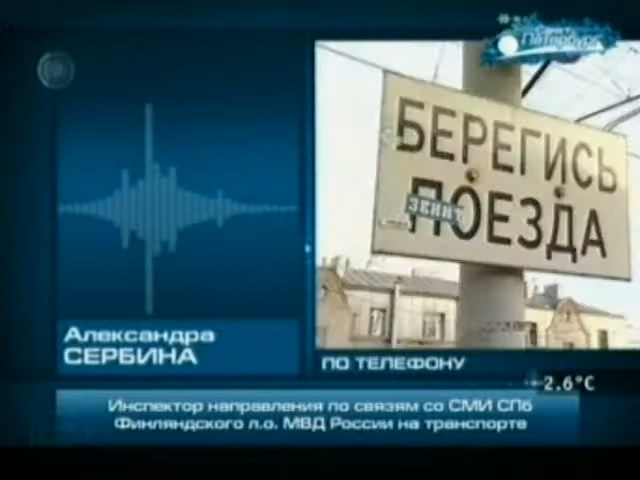 Петербург
БЕРЕГИСЬ
ПОЕЗДА
ЗЕНИТ
Александра
СЕРБИНА
ПО ТЕЛЕФОНУ
-2.6°C
Инспектор направления по связям со СМИ СПб
Финляндского л.о. МВД России на транспорте